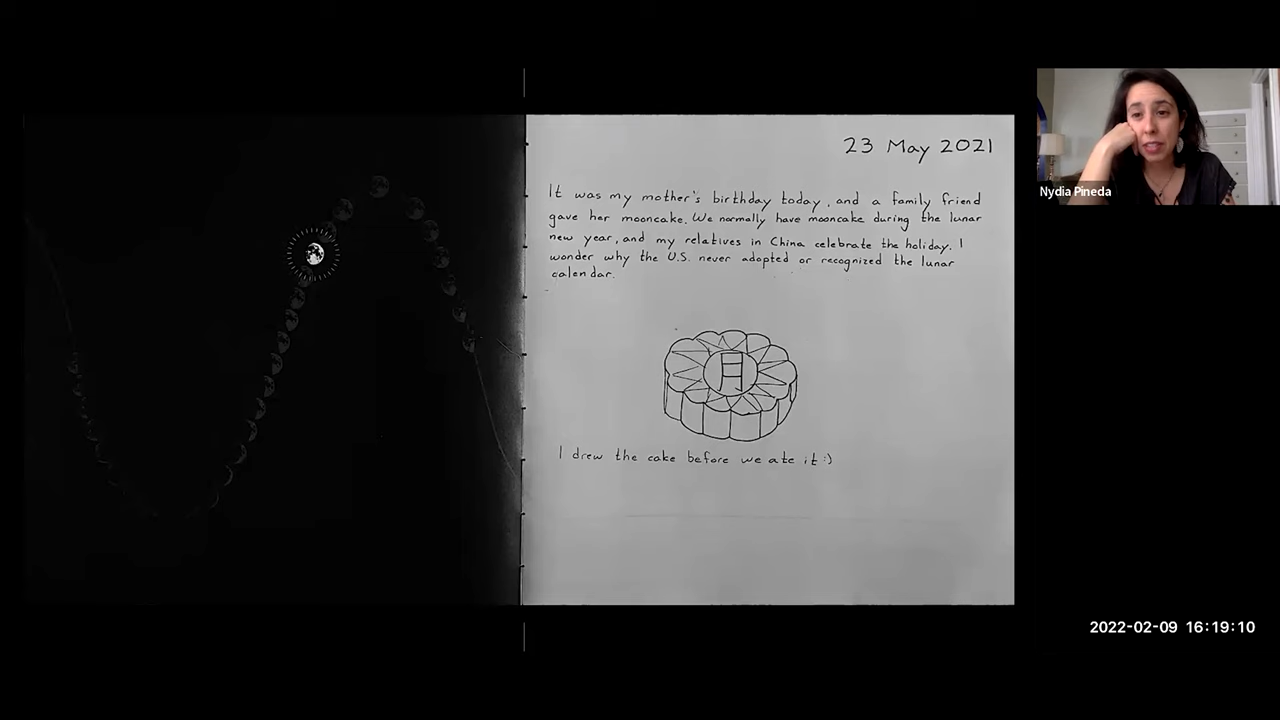 23 May 2021
It was my mother's birthday today, and a family friend
gave her mooncake. We normally have mooncake during the lunar
new year, and my relatives in China celebrate the holiday. I
wonder why the U.S. never adopted or recognized the lunar
calendar.
月
I drew the cake before we ate it :)
Nydia Pineda
2022-02-09 16:19:10